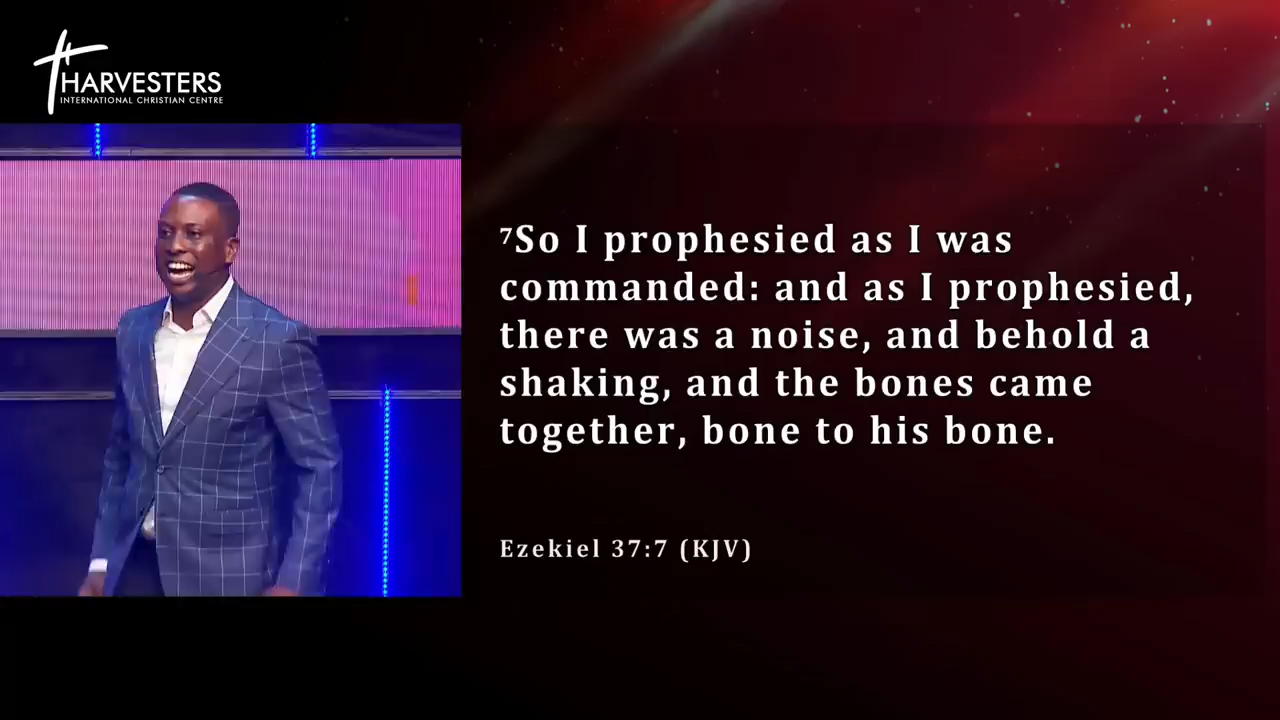 HARVESTERS
INTERNATIONAL CHRISTIAN CENTRE
⁷So I prophesied as I was
commanded: and as I prophesied,
there was a noise, and behold a
shaking, and the bones came
together, bone to his bone.
Ezekiel 37:7 (KJV)